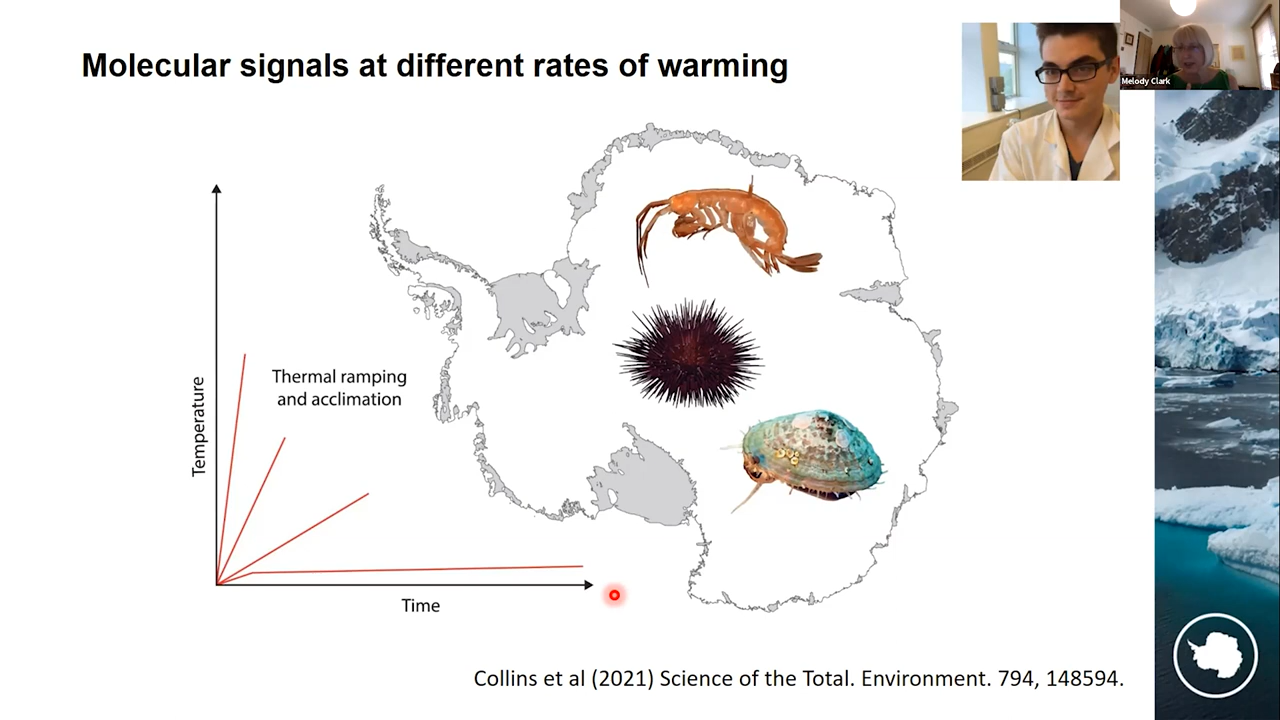 Molecular signals at different rates of warming
Melody Clark
Temperature
Thermal ramping
and acclimation
Time
Collins et al (2021) Science of the Total. Environment. 794, 148594.